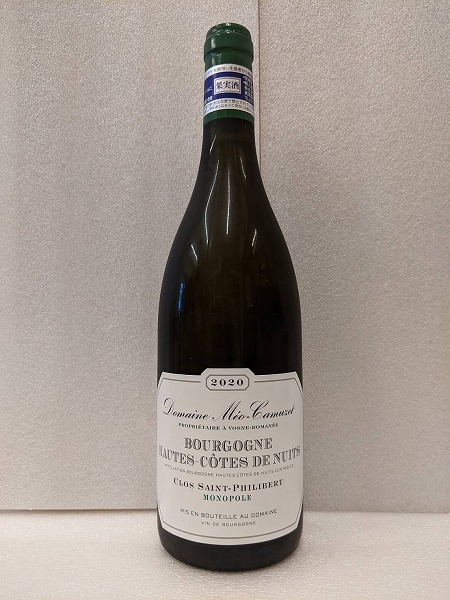 果実酒
2020
Domaine Méo-Camuzet
PROPRIÉTAIRE À VOSNE-ROMANÉE
BOURGOGNE
HAUTES-CÔTES DE NUITS
APPELLATION BOURGOGNE HAUTES CÔTES DE NUITS CONTRÔLÉE
CLOS SAINT-PHILIBERT
MONOPOLE
MIS EN BOUTEILLE AU DOMAINE
VIN DE BOURGOGNE